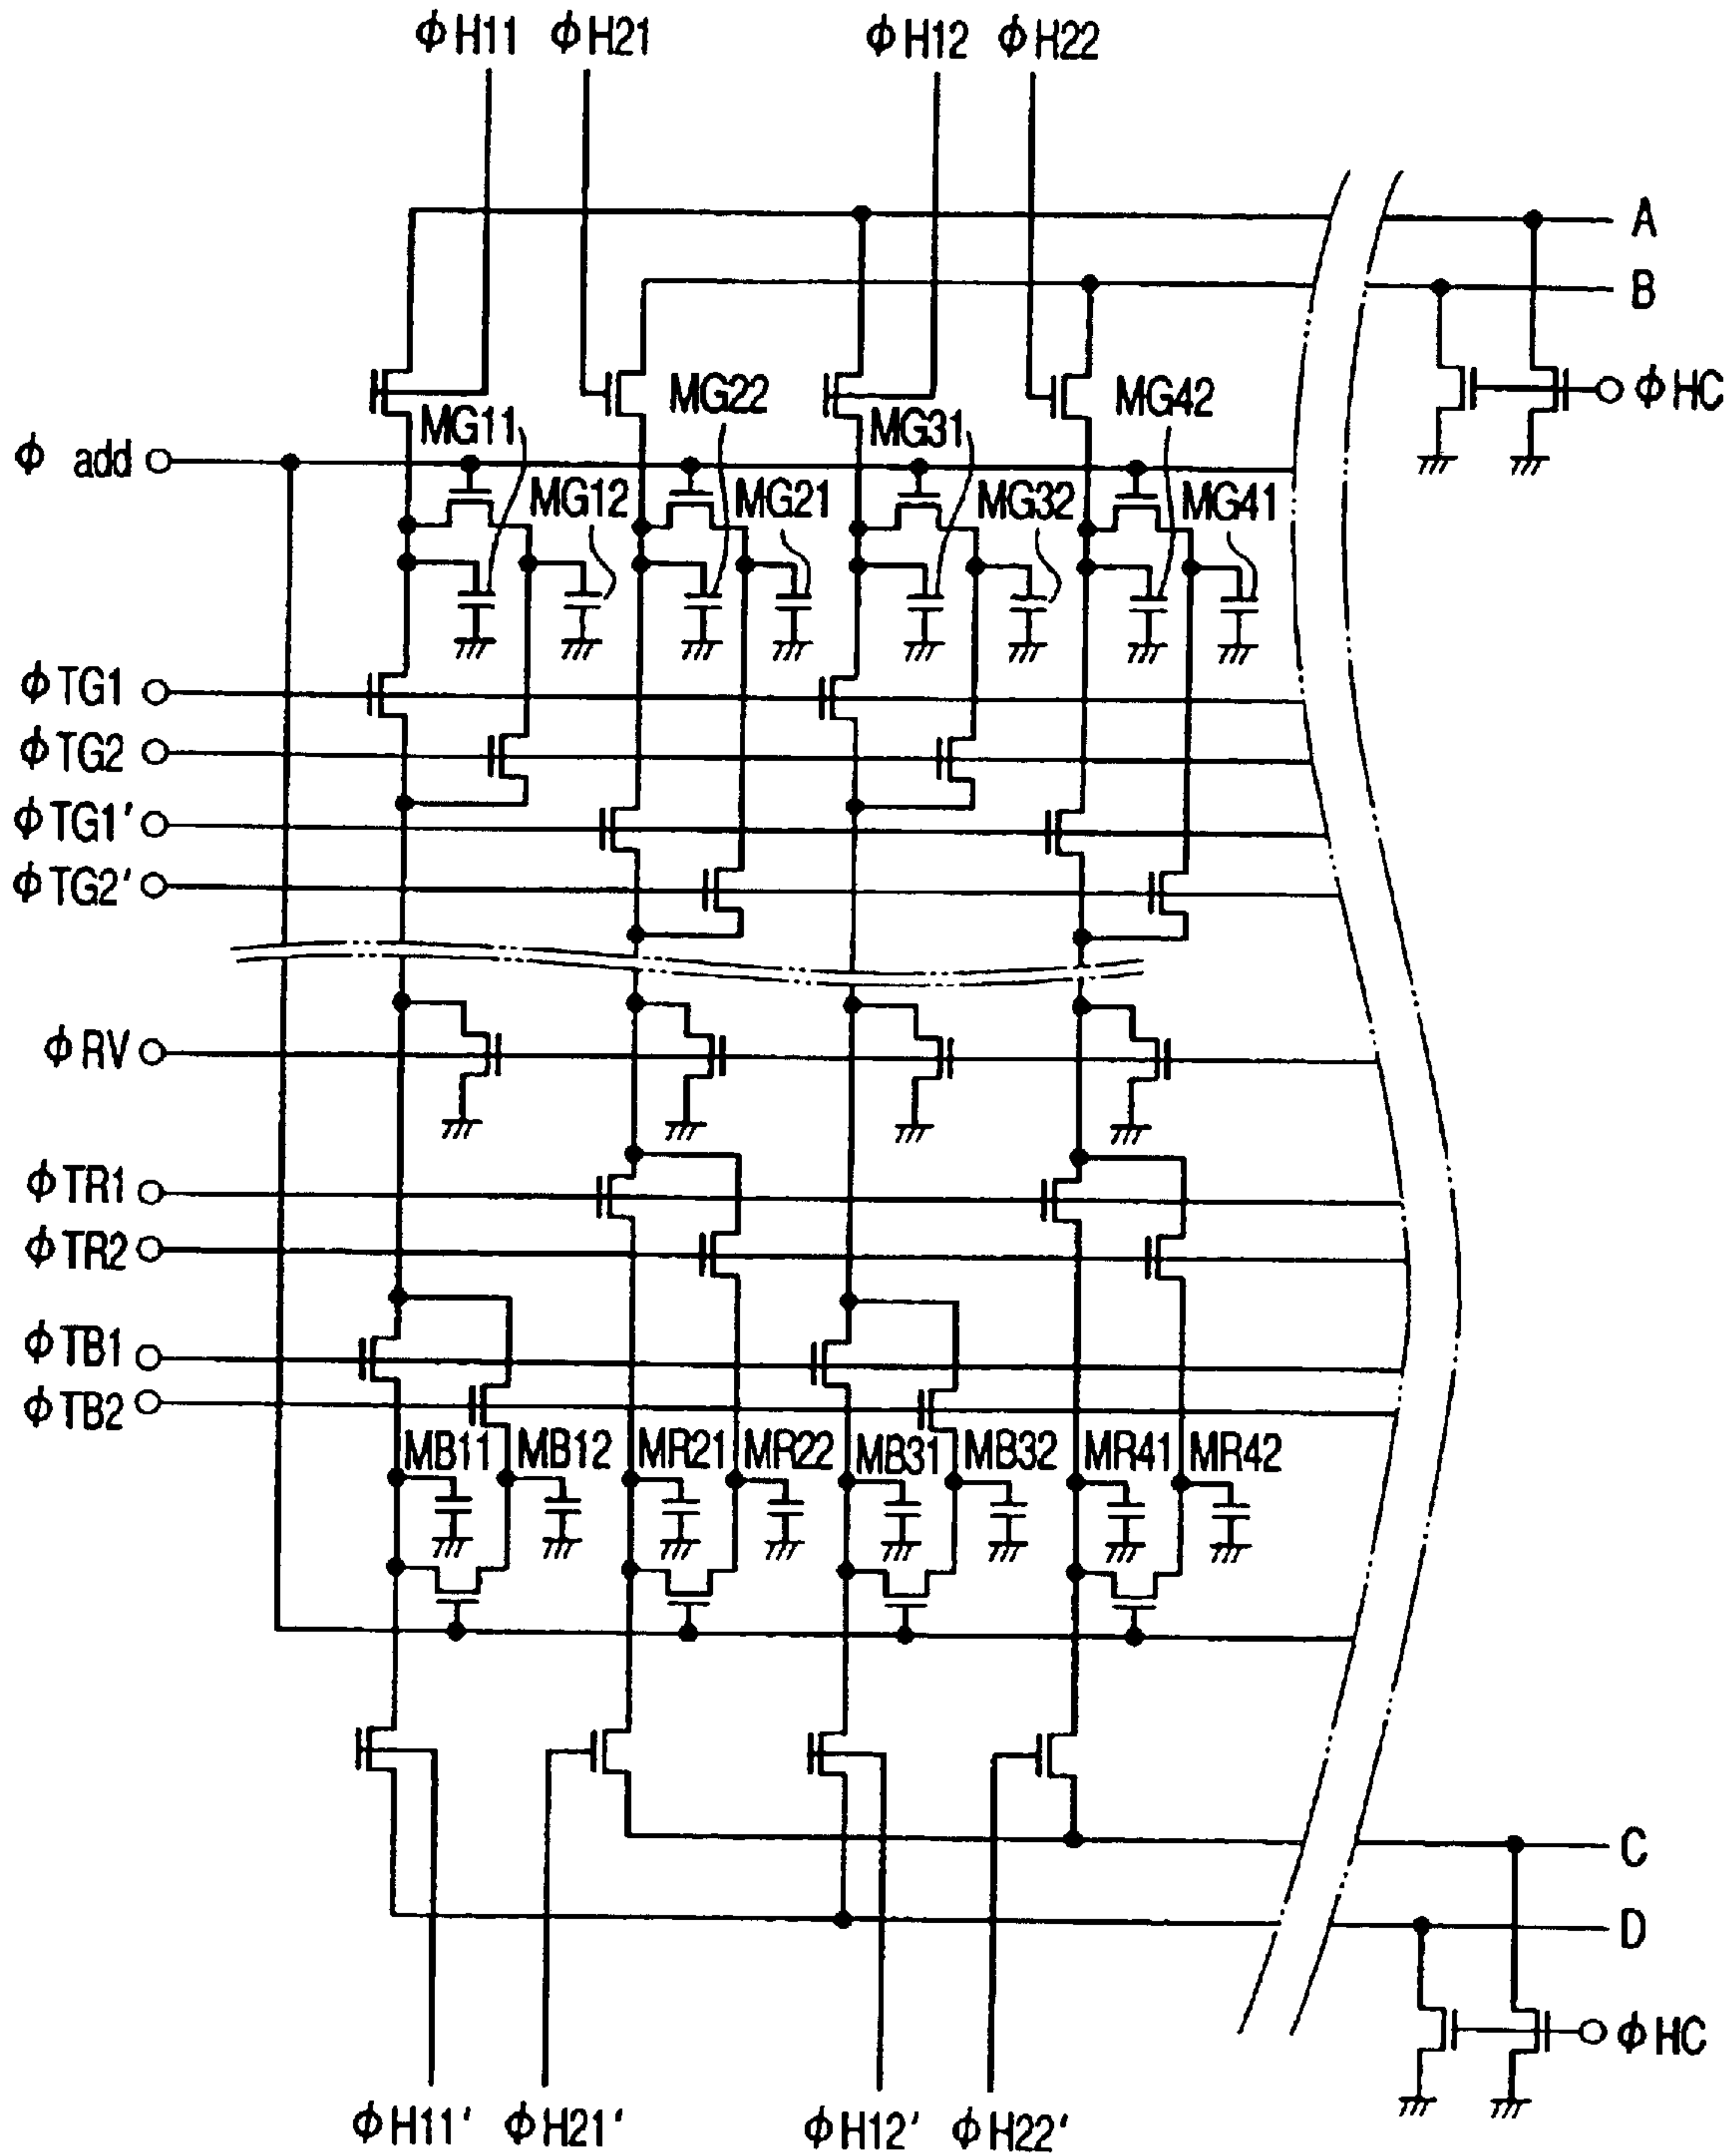 ϕH11 ϕH21 ϕH12 ϕH22
A
B
ϕHC
MG11 MG22 MG31 MG42
ϕ add
MG12 MG21 MG32 MG41
ϕTG1
ϕTG2
ϕTG1'
ϕTG2'
ϕRV
ϕTR1
ϕTR2
ϕTB1
ϕTB2
MB11 MB12 MR21 MR22 MB31 MB32 MR41 MR42
C
D
ϕHC
ϕH11' ϕH21' ϕH12' ϕH22'